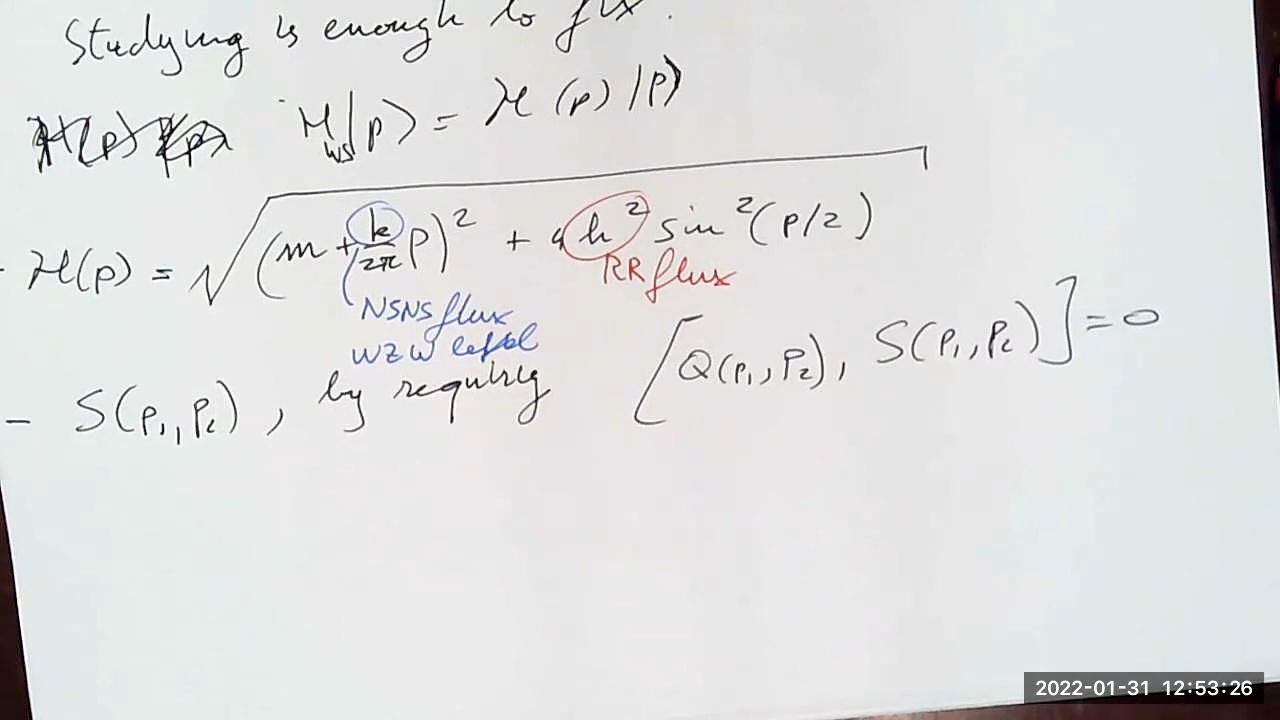 Studying is enough to fix.
H_ws|p⟩ = H(p)|p⟩
- H(p) = √((m + k/2π p)² + 4h² sin²(p/2))
NSNS flux RR flux
WZW level
- S(p₁,p₂), by requiring [Q(p₁,p₂), S(p₁,p₂)] = 0
2022-01-31 12:53:26